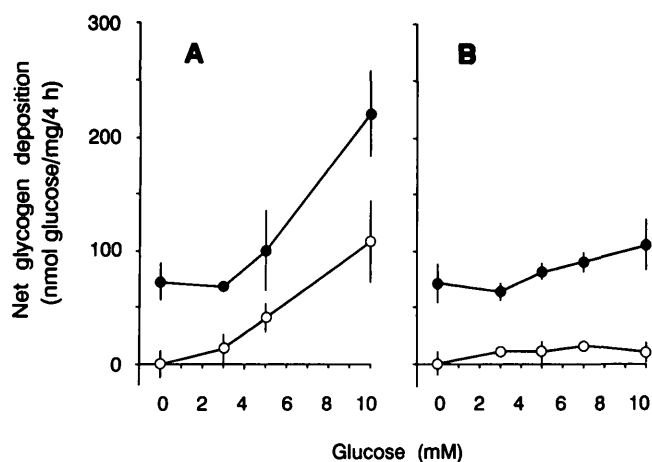 Net glycogen deposition
(nmol glucose/mg/4 h)
300
200
100
0
A
B
0 2 4 6 8 10
0 2 4 6 8 10
Glucose (mM)